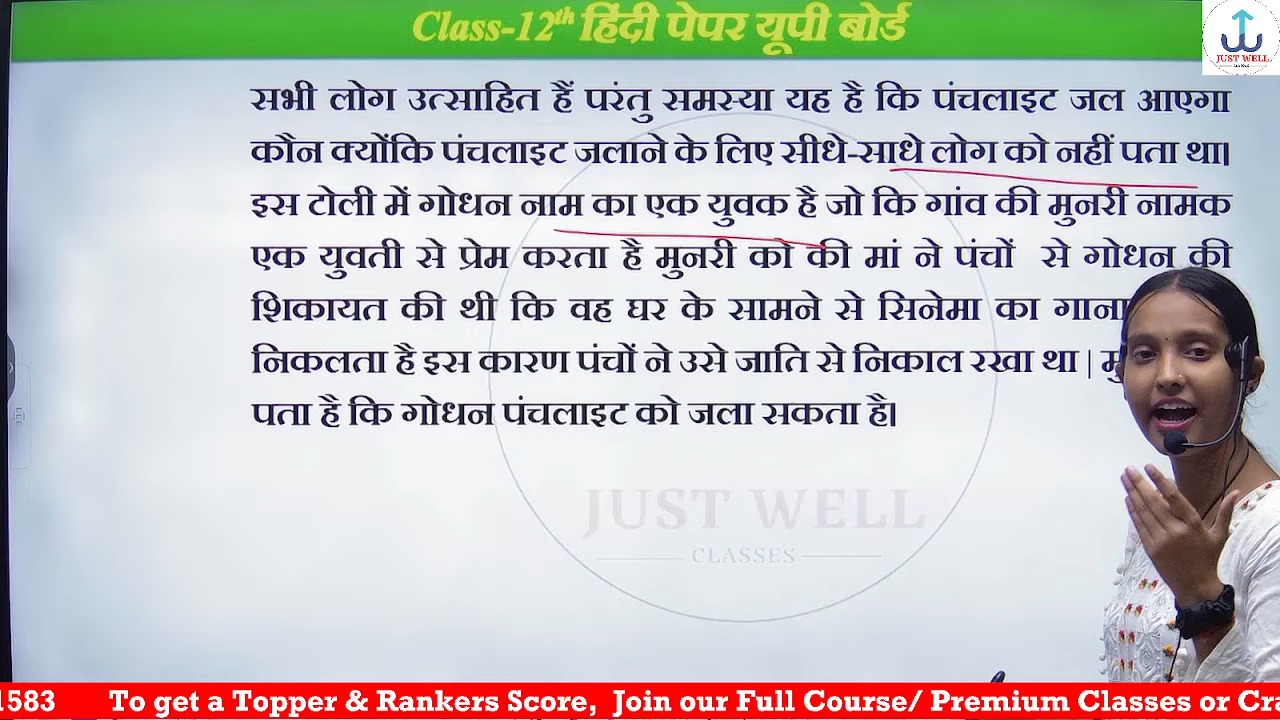 Class-12th हिंदी पेपर यूपी बोर्ड
JUST WELL
सभी लोग उत्साहित हैं परंतु समस्या यह है कि पंचलाइट जल आएगा
कौन क्योंकि पंचलाइट जलाने के लिए सीधे-साधे लोग को नहीं पता था।
इस टोली में गोधन नाम का एक युवक है जो कि गांव की मुनरी नामक
एक युवती से प्रेम करता है मुनरी को की मां ने पंचों से गोधन की
शिकायत की थी कि वह घर के सामने से सिनेमा का गाना
निकलता है इस कारण पंचों ने उसे जाति से निकाल रखा था |
पता है कि गोधन पंचलाइट को जला सकता है।
JUST WELL
CLASSES
1583 To get a Topper & Rankers Score, Join our Full Course/ Premium Classes or